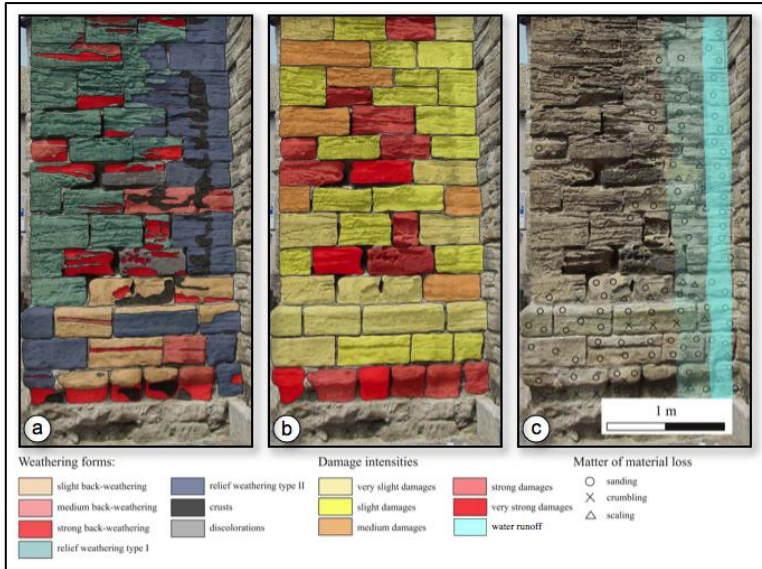 a
b
c
1 m
Weathering forms:
slight back-weathering
medium back-weathering
strong back-weathering
relief weathering type I
relief weathering type II
crusts
discolorations
Damage intensities
very slight damages
slight damages
medium damages
strong damages
very strong damages
water runoff
Matter of material loss
sanding
crumbling
scaling